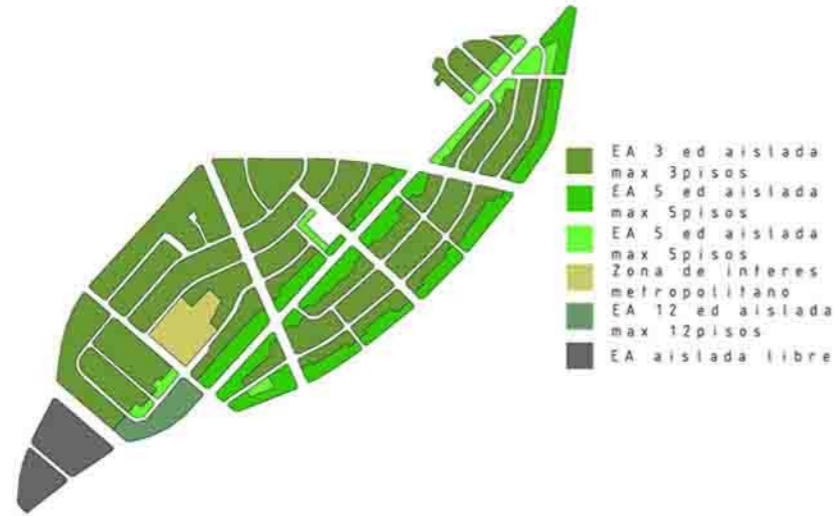 EA 3 ed aislada
max 3pisos
EA 5 ed aislada
max 5pisos
EA 5 ed aislada
max 5pisos
Zona de interes
metropolitano
EA 12 ed aislada
max 12pisos
EA aislada libre